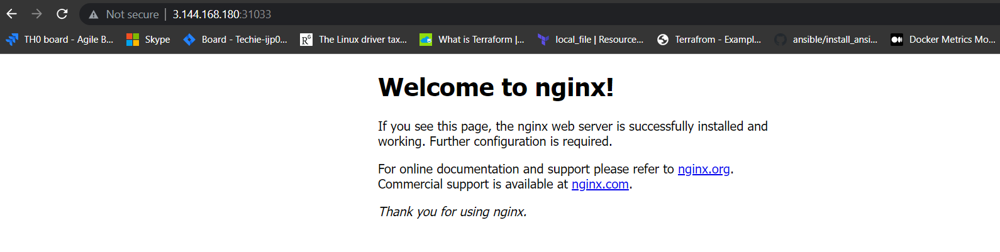 Not secure | 3.144.168.180:31033
TH0 board - Agile B... Skype Board - Techie-ijp0... RG The Linux driver tax... What is Terraform |... local_file | Resource... Terrafrom - Exampl... ansible/install_ansi... Docker Metrics Mo...
Welcome to nginx!
If you see this page, the nginx web server is successfully installed and
working. Further configuration is required.
For online documentation and support please refer to nginx.org.
Commercial support is available at nginx.com.
Thank you for using nginx.